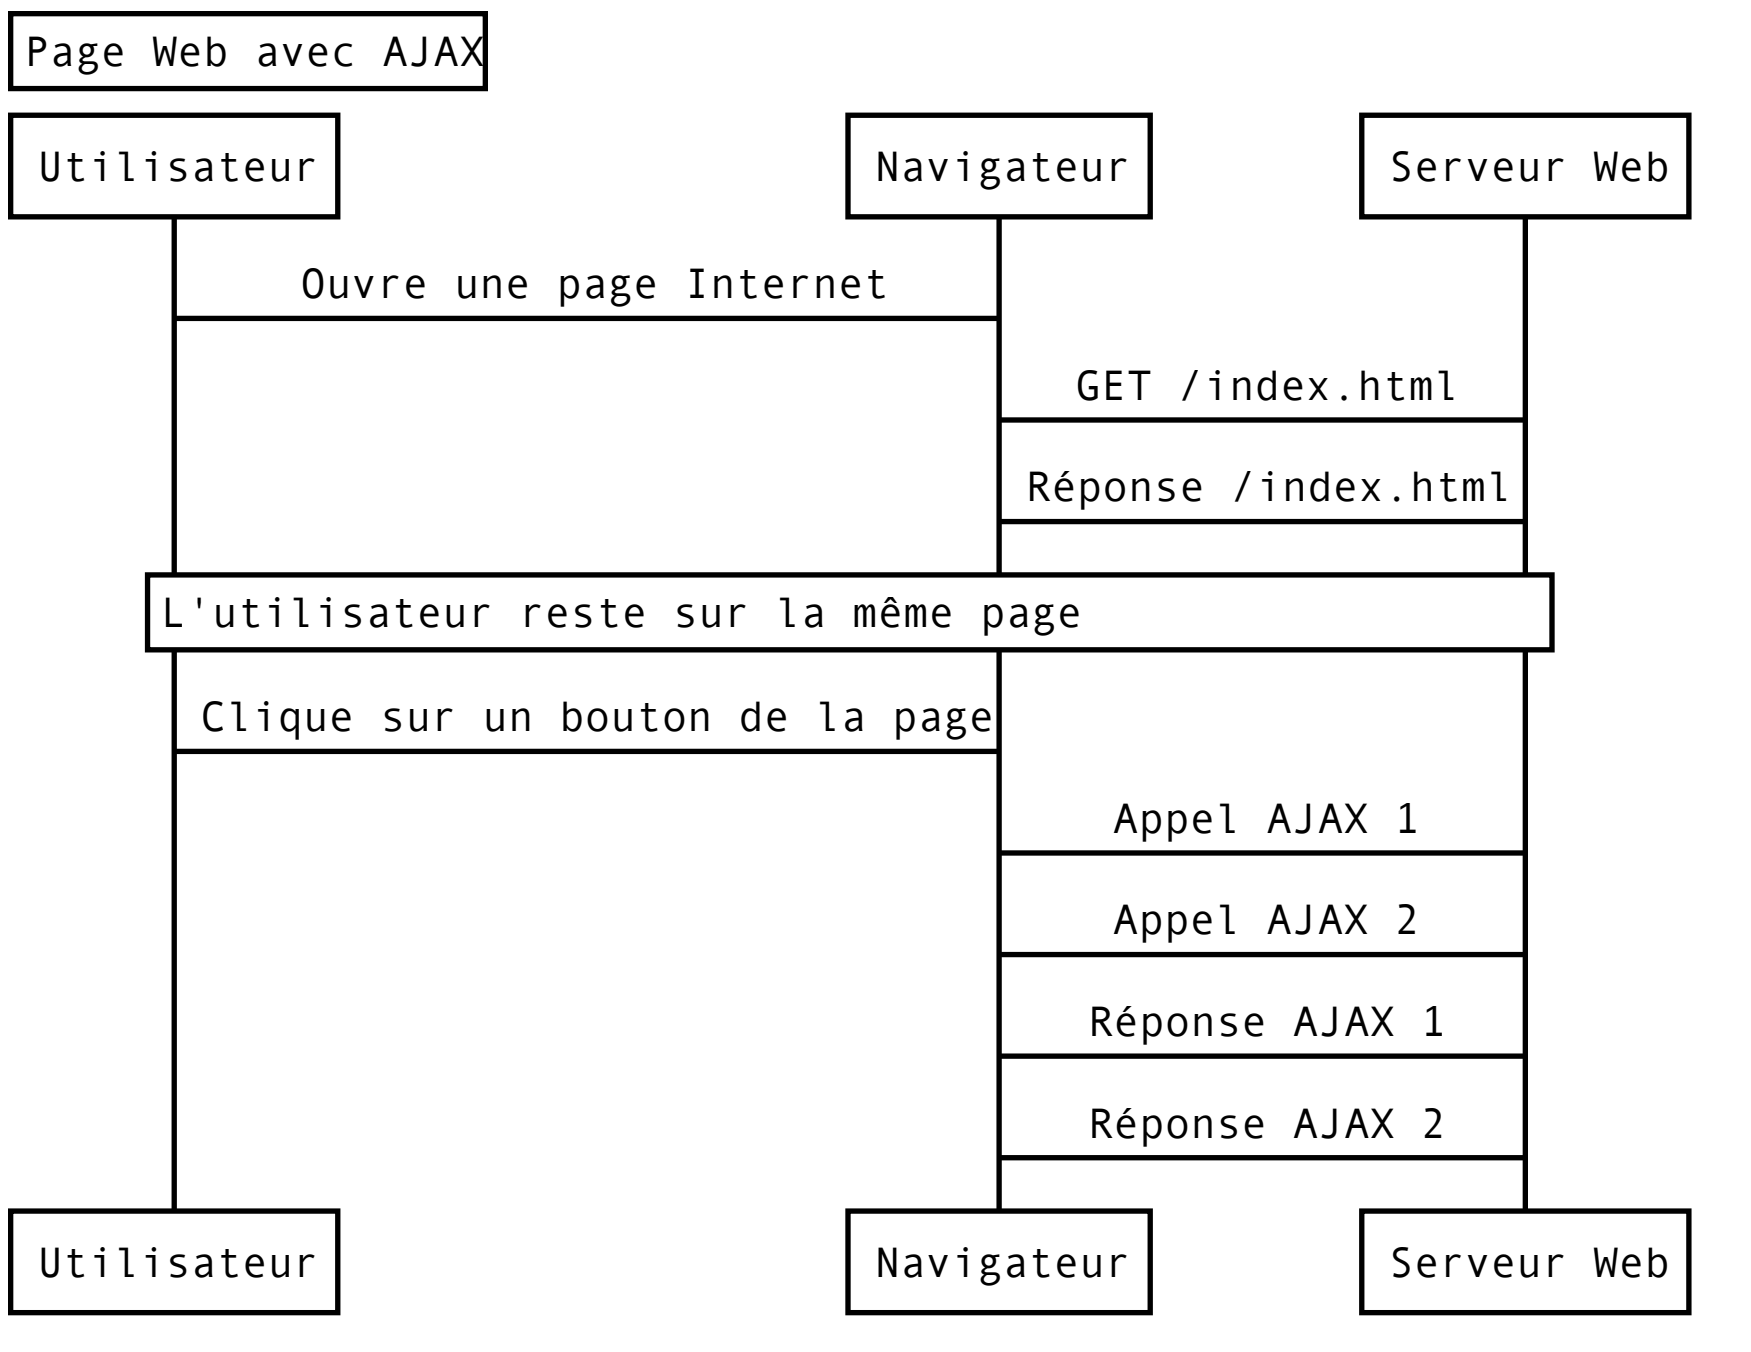 Page Web avec AJAX
Utilisateur
Navigateur
Serveur Web
Ouvre une page Internet
GET /index.html
Réponse /index.html
L'utilisateur reste sur la même page
Clique sur un bouton de la page
Appel AJAX 1
Appel AJAX 2
Réponse AJAX 1
Réponse AJAX 2
Utilisateur
Navigateur
Serveur Web